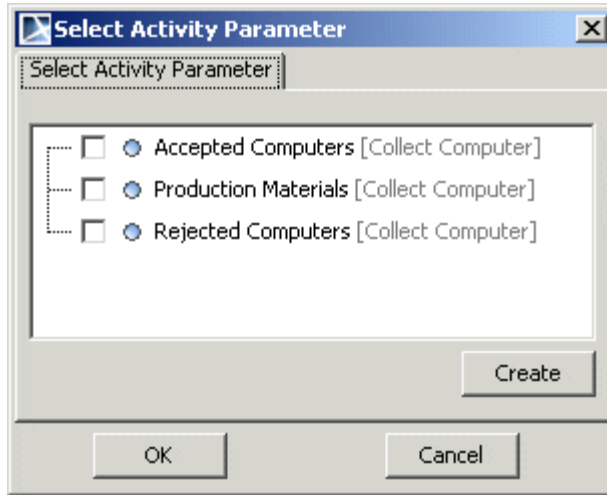 Select Activity Parameter
Select Activity Parameter
Accepted Computers [Collect Computer]
Production Materials [Collect Computer]
Rejected Computers [Collect Computer]
Create
OK
Cancel